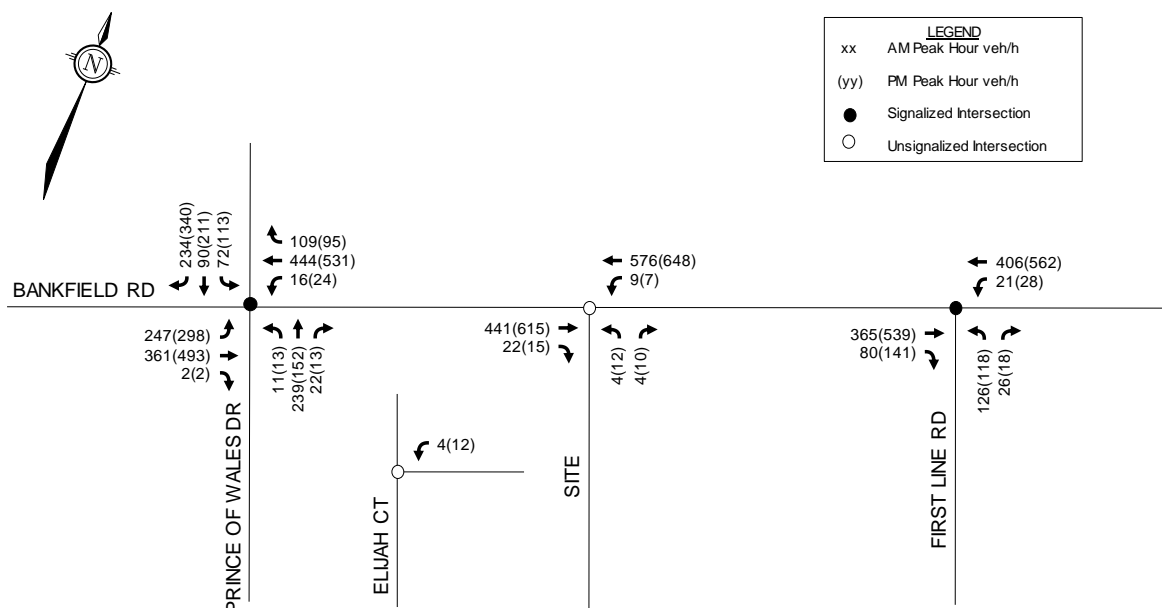 N
LEGEND
xx AM Peak Hour veh/h
(yy) PM Peak Hour veh/h
Signalized Intersection
Unsignalized Intersection
234(340)
90(211)
72(113)
109(95)
444(531)
16(24)
BANKFIELD RD
247(298)
361(493)
2(2)
11(13)
239(152)
22(13)
PRINCE OF WALES DR
4(12)
ELIJAH CT
576(648)
9(7)
441(615)
22(15)
4(12)
4(10)
SITE
406(562)
21(28)
365(539)
80(141)
126(118)
26(18)
FIRST LINE RD